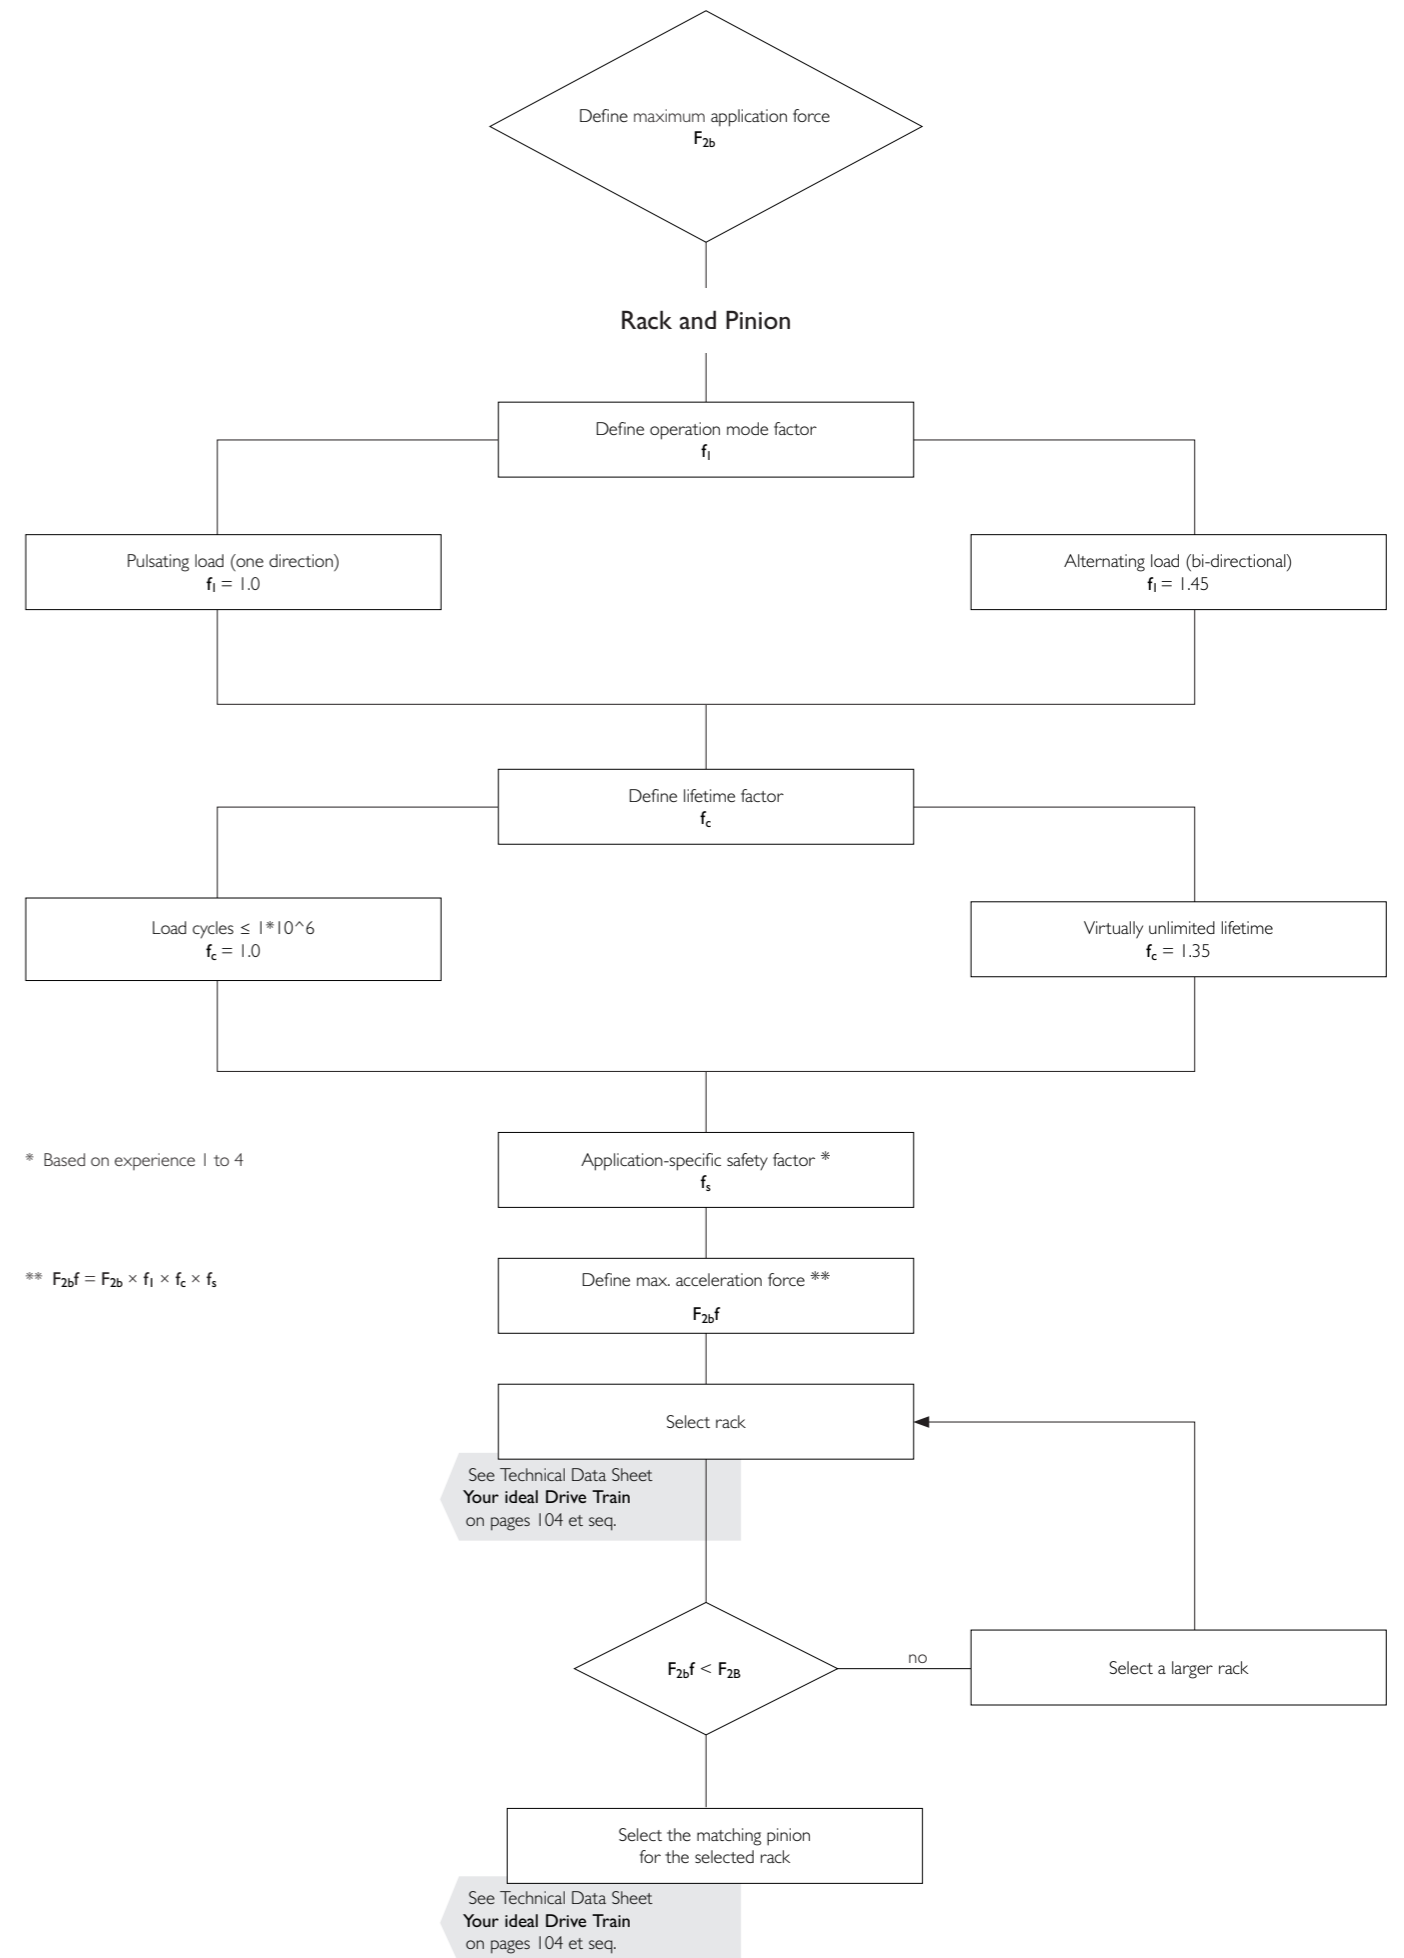 Define maximum application force
F2b
Rack and Pinion
Define operation mode factor
f1
Pulsating load (one direction)
f1 = 1.0
Alternating load (bi-directional)
f1 = 1.45
Define lifetime factor
fc
Load cycles ≤ 1*10^6
fc = 1.0
Virtually unlimited lifetime
fc = 1.35
* Based on experience 1 to 4
Application-specific safety factor *
fs
** F2bf = F2b × f1 × fc × fs
Define max. acceleration force **
F2bf
Select rack
See Technical Data Sheet
Your ideal Drive Train
on pages 104 et seq.
F2bf < F2B
no
Select a larger rack
Select the matching pinion
for the selected rack
See Technical Data Sheet
Your ideal Drive Train
on pages 104 et seq.